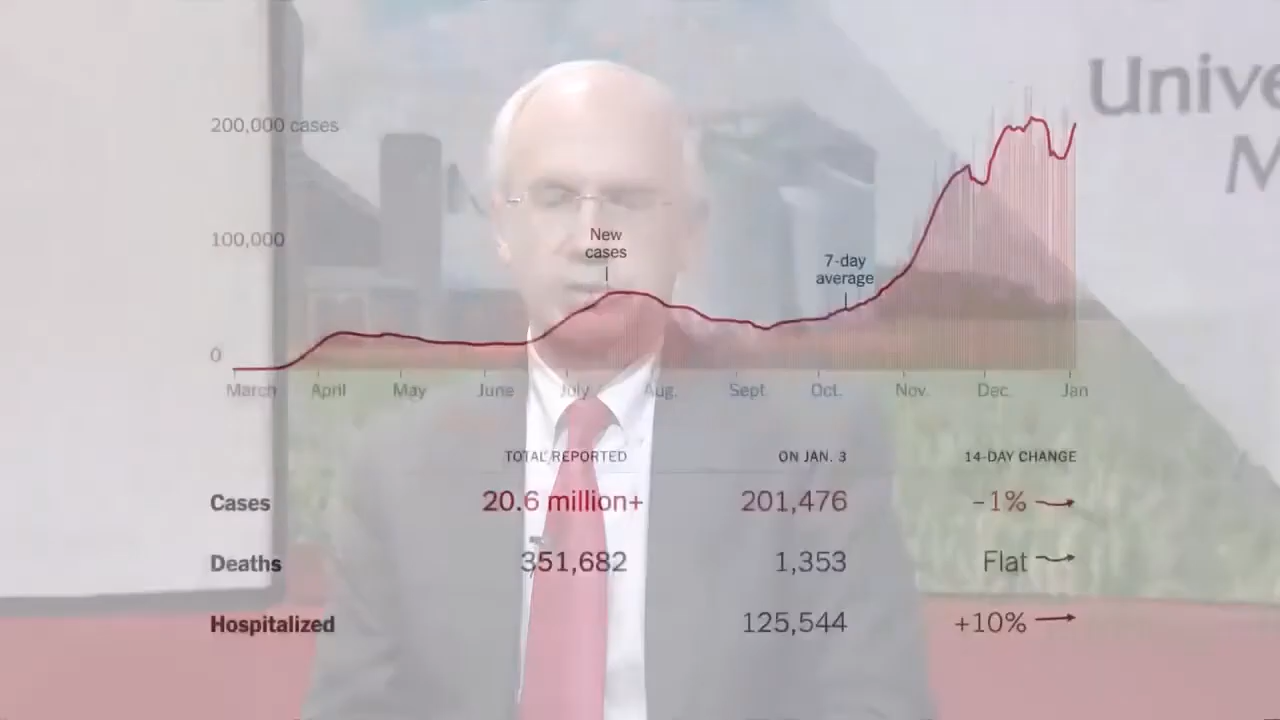 Unive
M
200,000 cases
100,000
0
New
cases
7-day
average
March April May June July Aug. Sept. Oct. Nov. Dec. Jan
TOTAL REPORTED ON JAN. 3 14-DAY CHANGE
Cases 20.6 million+ 201,476 –1%
Deaths 351,682 1,353 Flat
Hospitalized 125,544 +10%